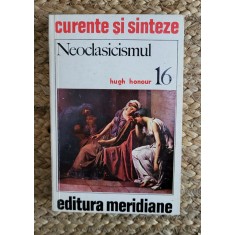 curente și sinteze
Neoclasicismul
hugh honour 16
editura meridiane